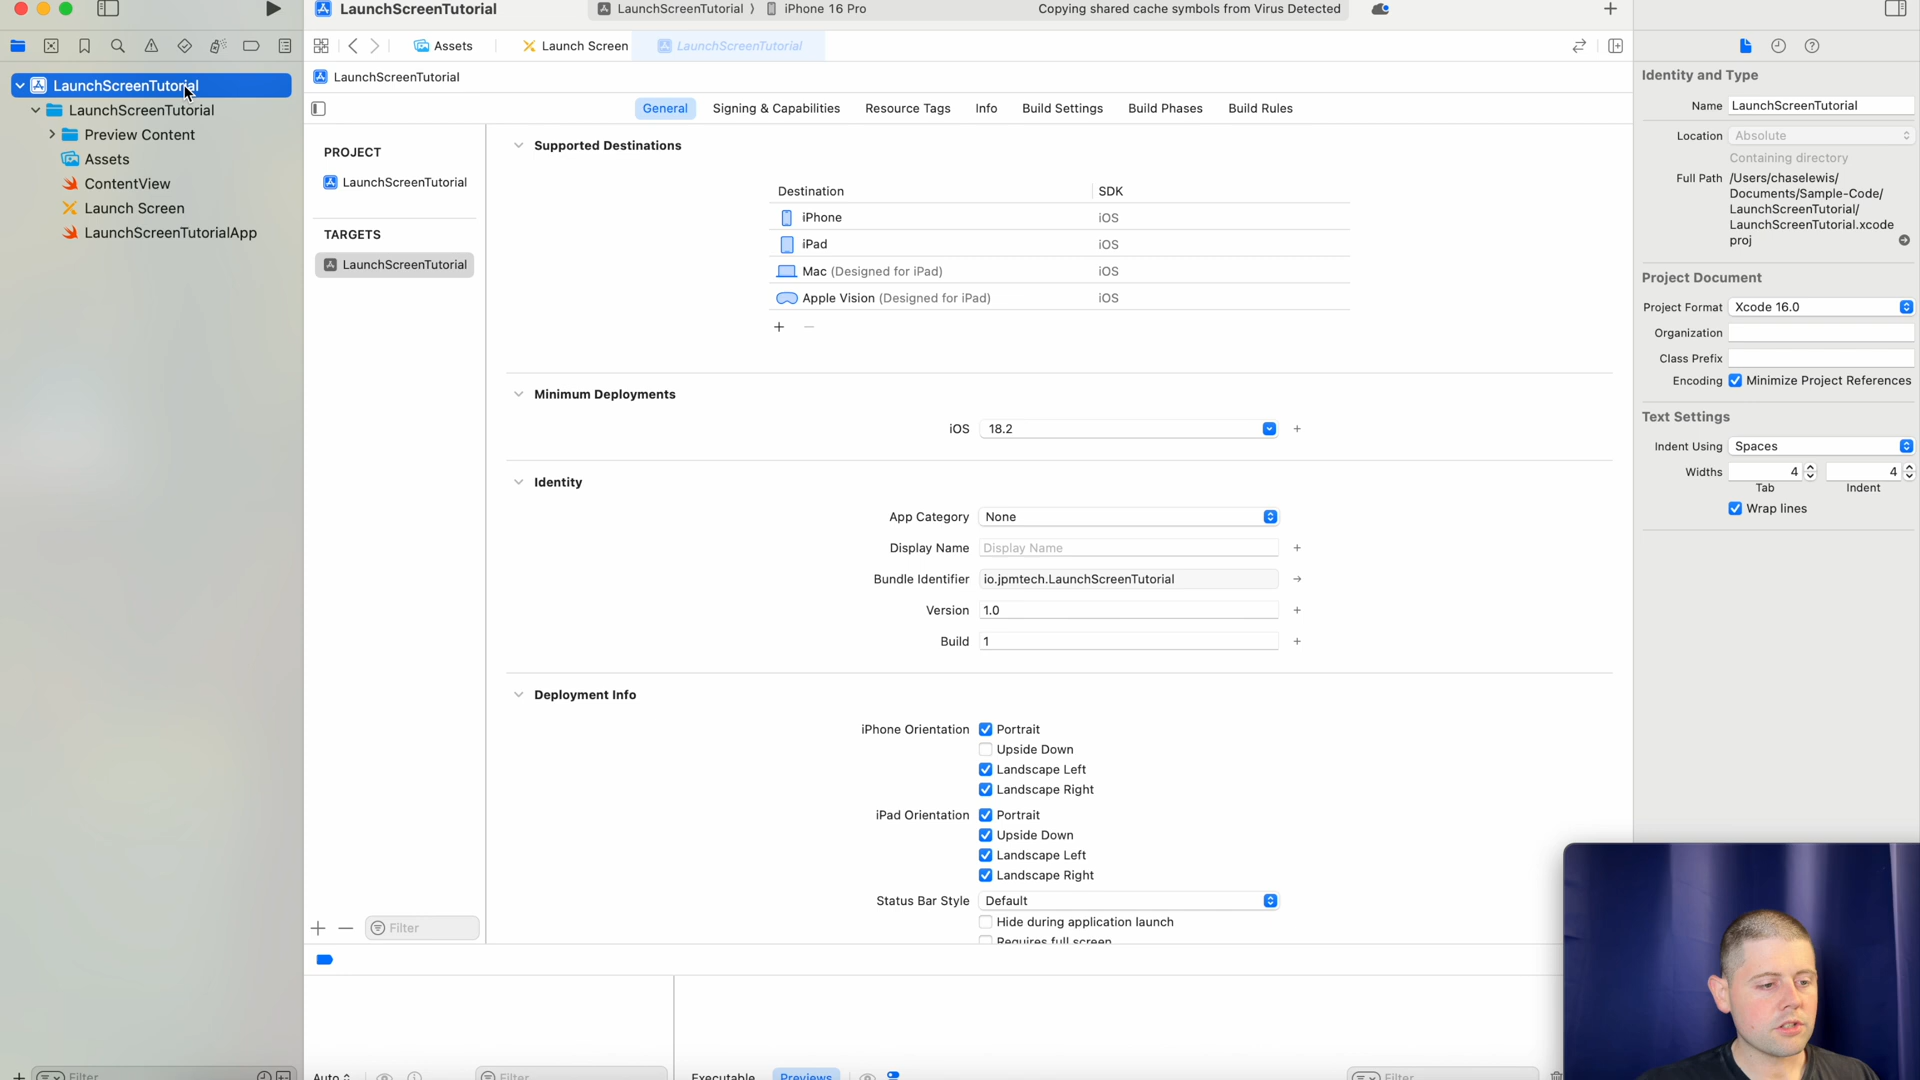 LaunchScreenTutorial
LaunchScreenTutorial 〉 iPhone 16 Pro
Copying shared cache symbols from Virus Detected
Assets
Launch Screen
LaunchScreenTutorial
LaunchScreenTutorial
LaunchScreenTutorial
LaunchScreenTutorial
Preview Content
Assets
ContentView
Launch Screen
LaunchScreenTutorialApp
Filter
General
Signing & Capabilities
Resource Tags
Info
Build Settings
Build Phases
Build Rules
PROJECT
LaunchScreenTutorial
TARGETS
LaunchScreenTutorial
Filter
Supported Destinations
Destination SDK
iPhone iOS
iPad iOS
Mac (Designed for iPad) iOS
Apple Vision (Designed for iPad) iOS
Minimum Deployments
iOS 18.2
Identity
App Category None
Display Name Display Name
Bundle Identifier io.jpmtech.LaunchScreenTutorial
Version 1.0
Build 1
Deployment Info
iPhone Orientation Portrait
Upside Down
Landscape Left
Landscape Right
iPad Orientation Portrait
Upside Down
Landscape Left
Landscape Right
Status Bar Style Default
Hide during application launch
Requires full screen
Auto
Filter
Executable
Previews
Filter
Identity and Type
Name LaunchScreenTutorial
Location Absolute
Containing directory
Full Path /Users/chaselewis/
Documents/Sample-Code/
LaunchScreenTutorial/
LaunchScreenTutorial.xcode
proj
Project Document
Project Format Xcode 16.0
Organization
Class Prefix
Encoding Minimize Project References
Text Settings
Indent Using Spaces
Widths 4 4
Tab Indent
Wrap lines